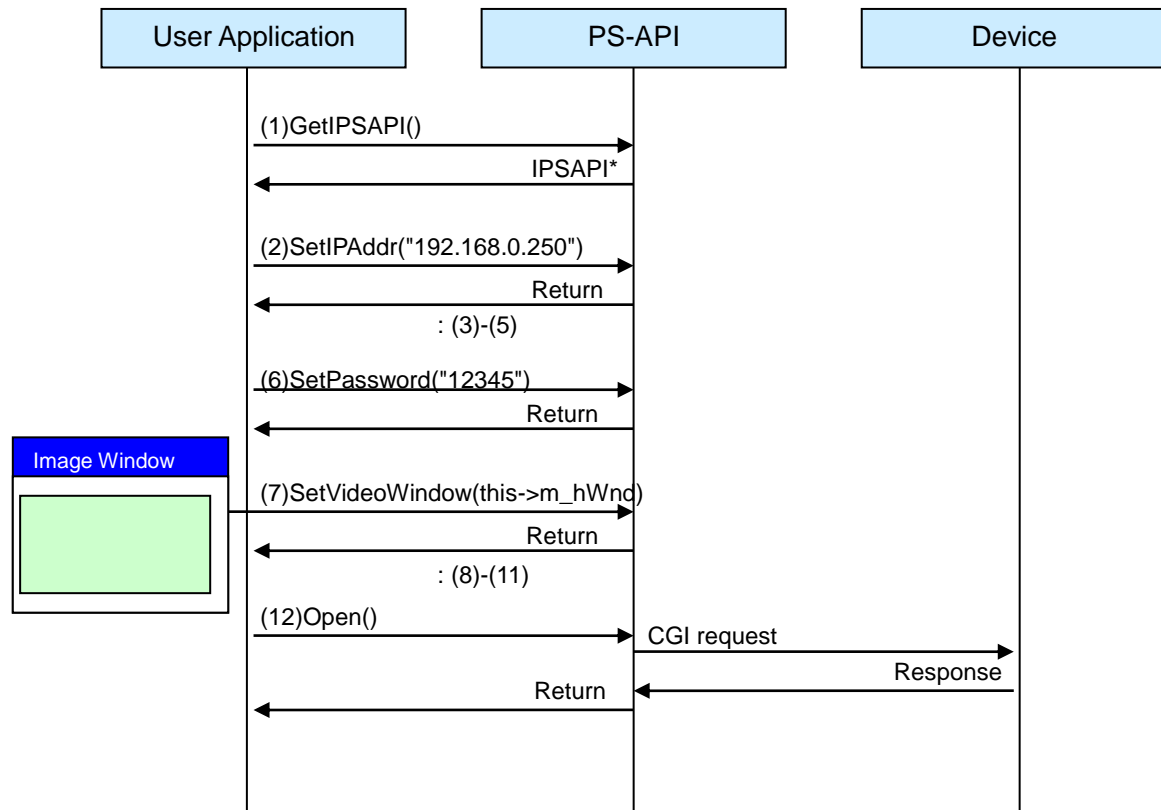 User Application
PS-API
Device
(1)GetIPSAPI()
IPSAPI*
(2)SetIPAddr("192.168.0.250")
Return
: (3)-(5)
(6)SetPassword("12345")
Return
Image Window
(7)SetVideoWindow(this->m_hWnd)
Return
: (8)-(11)
(12)Open()
CGI request
Response
Return